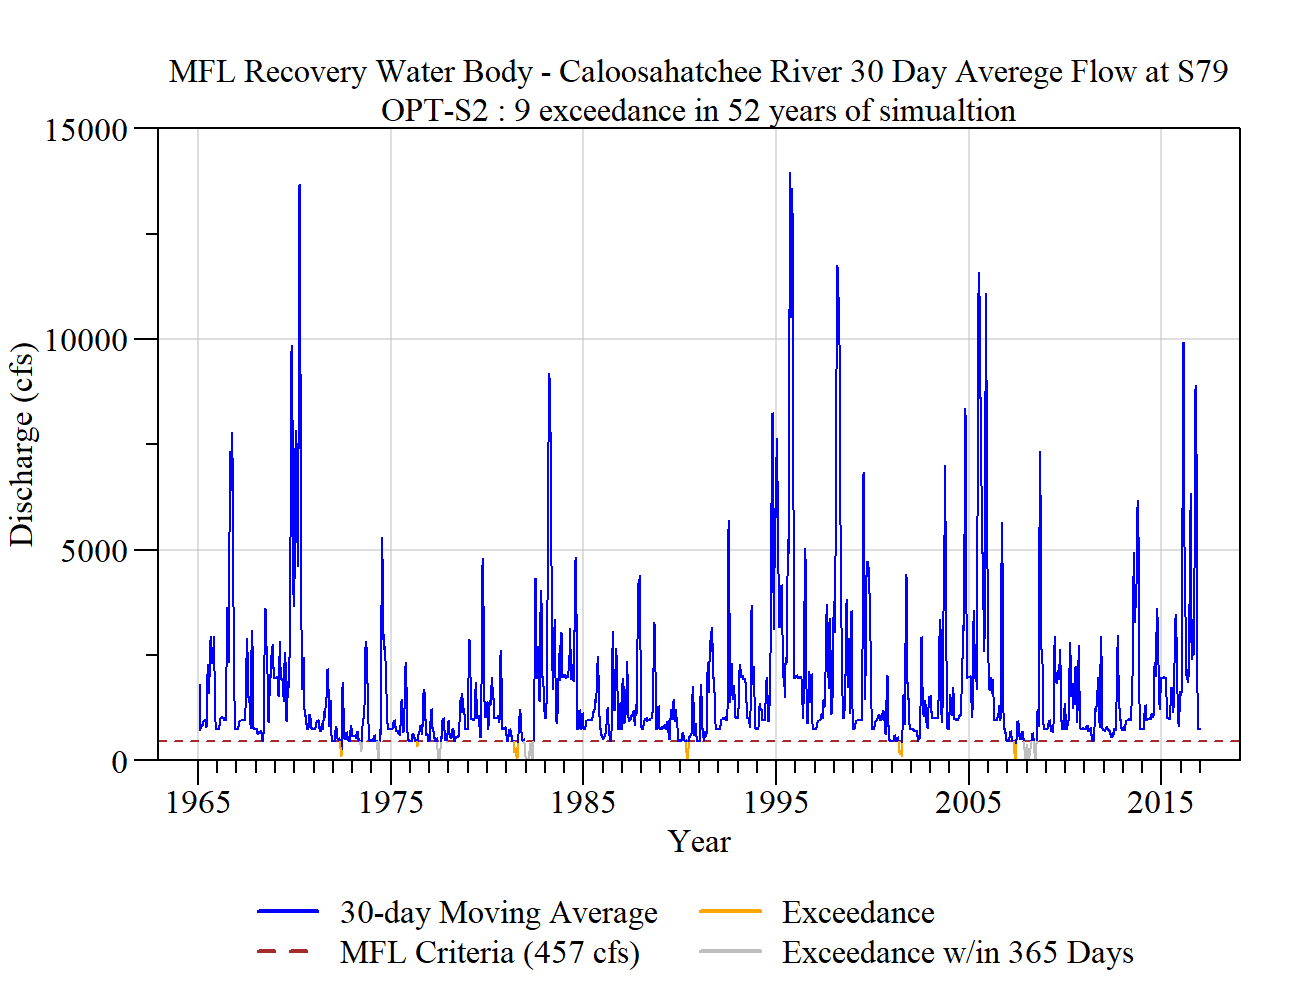 MFL Recovery Water Body - Caloosahatchee River 30 Day Averege Flow at S79
OPT-S2 : 9 exceedance in 52 years of simualtion
15000
10000
5000
0
Discharge (cfs)
1965 1975 1985 1995 2005 2015
Year
30-day Moving Average
Exceedance
MFL Criteria (457 cfs)
Exceedance w/in 365 Days